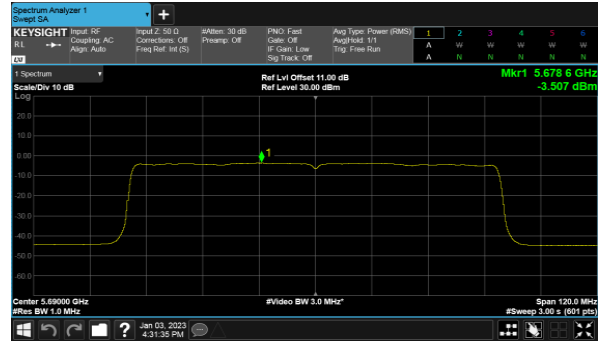 Spectrum Analyzer 1
Swept SA
+
KEYSIGHT Input: RF Input Z: 50 Ω #Atten: 30 dB PNO: Fast Avg Type: Power (RMS) 1 2 3 4 5 6
R L Coupling: AC Corrections: Off Preamp: Off Gate: Off Avg|Hold: 1/1 A W W W W W
Align: Auto Freq Ref: Int (S) IF Gain: Low Trig: Free Run
LXI Sig Track: Off A N N N N N
1 Spectrum Ref Lvl Offset 11.00 dB Mkr1 5.678 6 GHz
Scale/Div 10 dB Ref Level 30.00 dBm -3.507 dBm
Log
20.0
10.0
0.00
1
-10.0
-20.0
-30.0
-40.0
-50.0
-60.0
Center 5.69000 GHz #Video BW 3.0 MHz* Span 120.0 MHz
#Res BW 1.0 MHz #Sweep 3.00 s (601 pts)
? Jan 03, 2023
4:31:35 PM